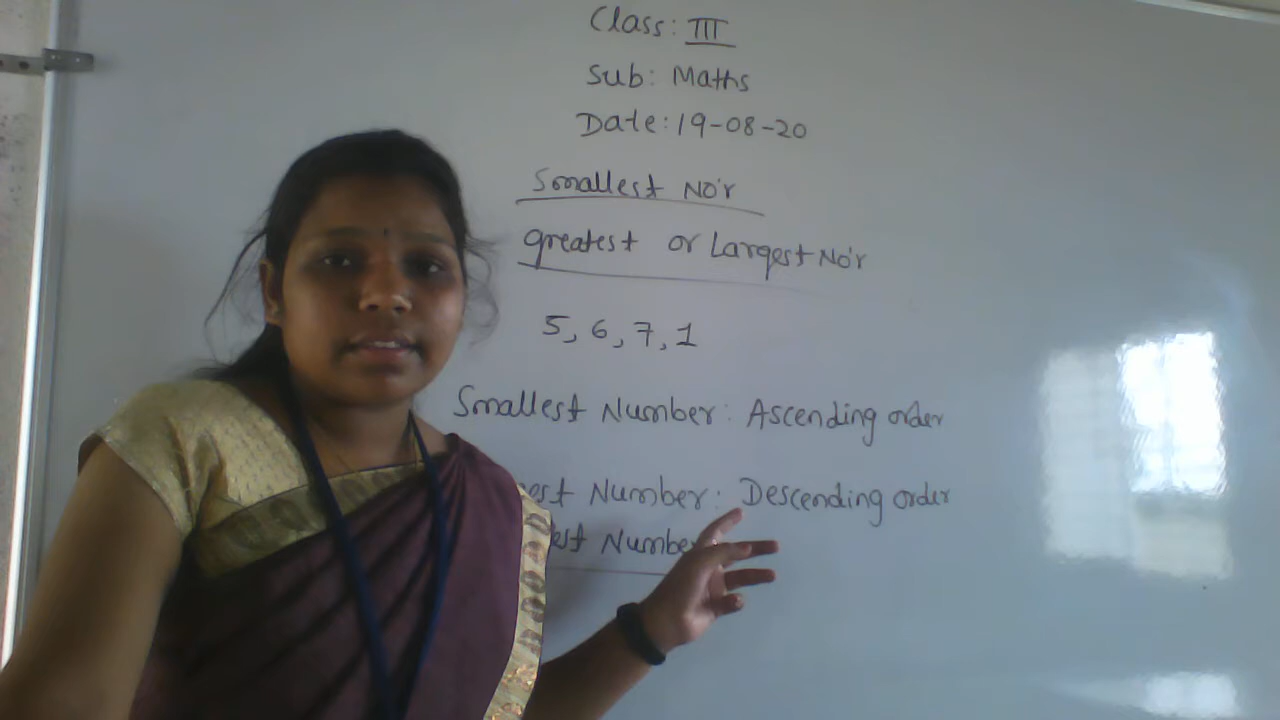 Class: III
Sub: Maths
Date: 19-08-20
Smallest No'r
greatest or Largest No'r
5, 6, 7, 1
Smallest Number: Ascending order
Number: Descending order
Number